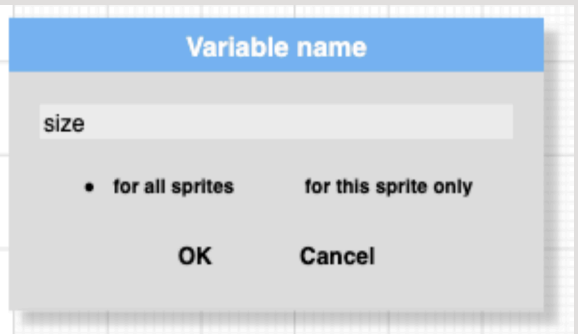 Variable name
size
• for all sprites for this sprite only
OK Cancel